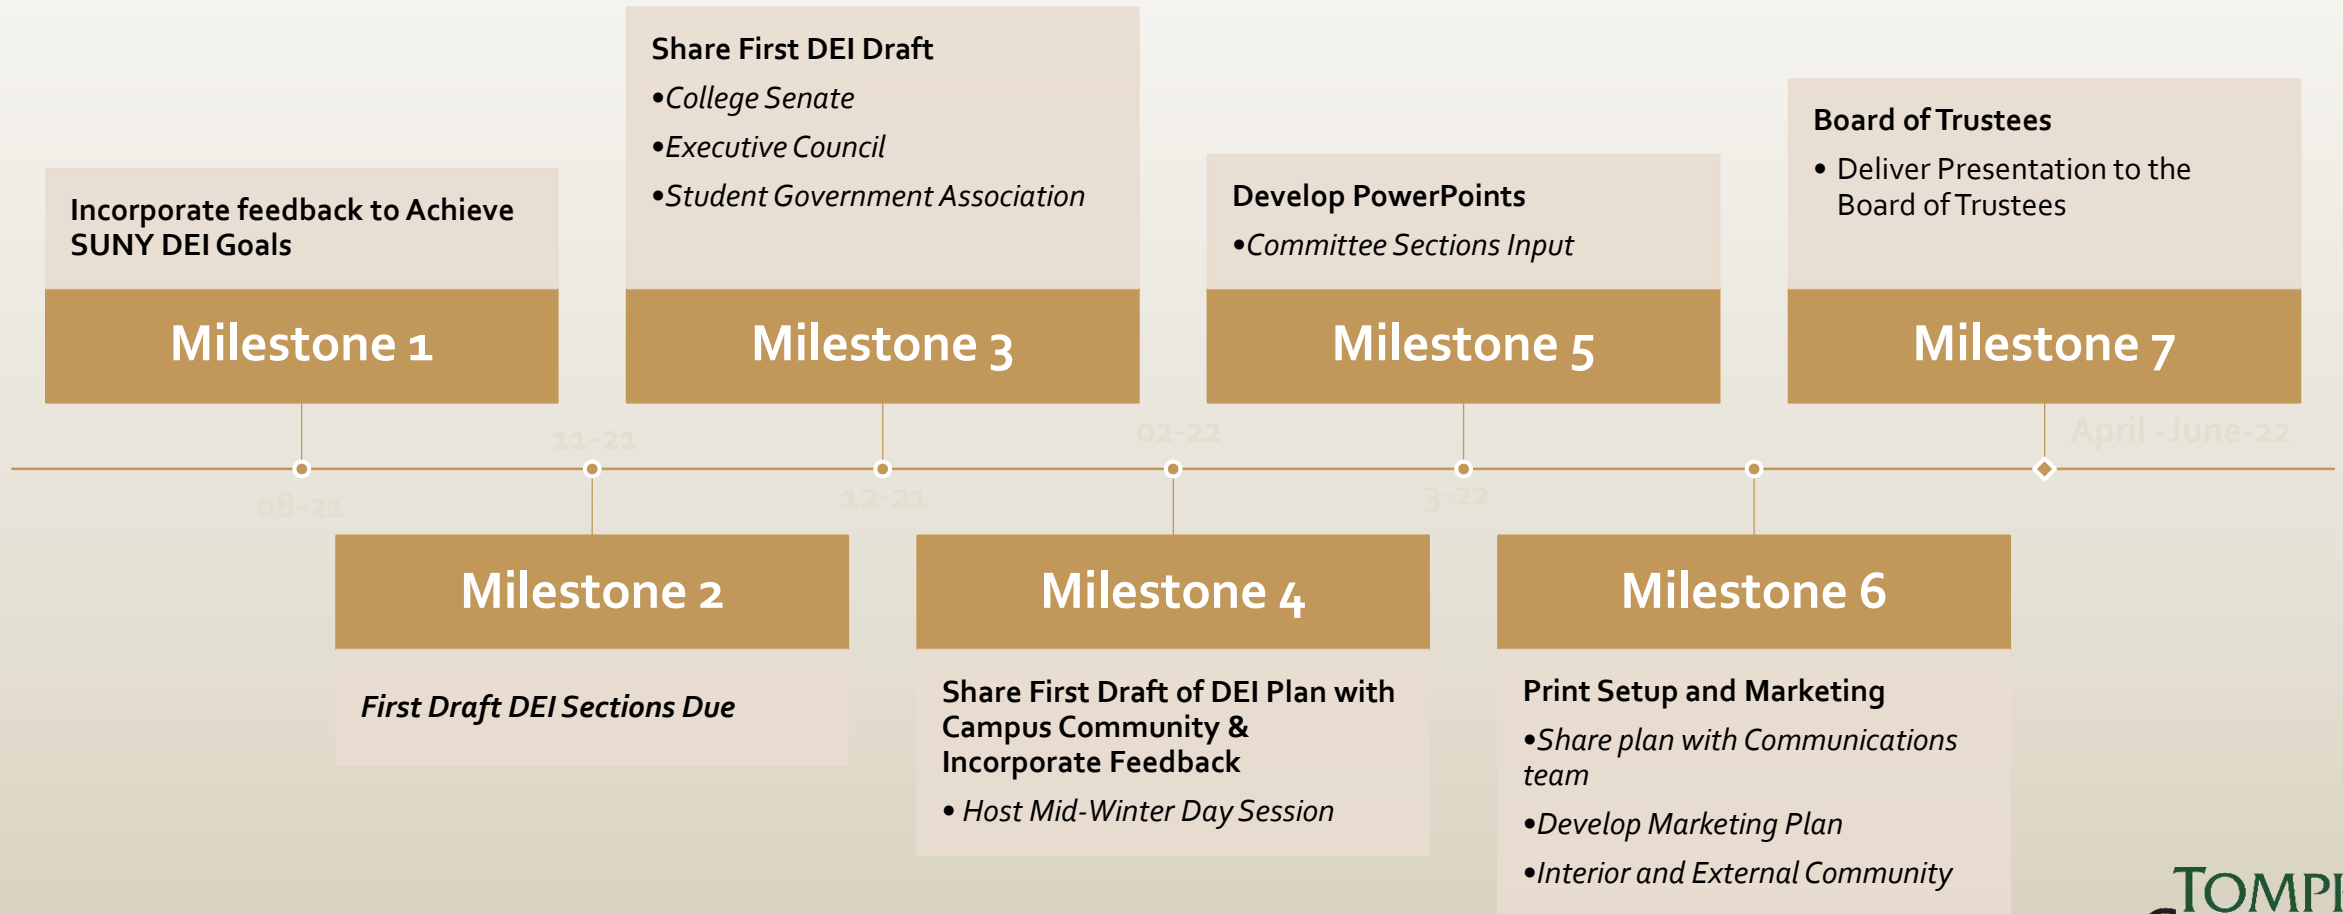 Incorporate feedback to Achieve
SUNY DEI Goals
Milestone 1
08-21
11-21
Milestone 2
First Draft DEI Sections Due
Share First DEI Draft
•College Senate
•Executive Council
•Student Government Association
Milestone 3
12-21
02-22
Milestone 4
Share First Draft of DEI Plan with
Campus Community &
Incorporate Feedback
• Host Mid-Winter Day Session
Develop PowerPoints
•Committee Sections Input
Milestone 5
3-22
Milestone 6
Print Setup and Marketing
•Share plan with Communications
team
•Develop Marketing Plan
•Interior and External Community
Board of Trustees
• Deliver Presentation to the
Board of Trustees
Milestone 7
April -June-22